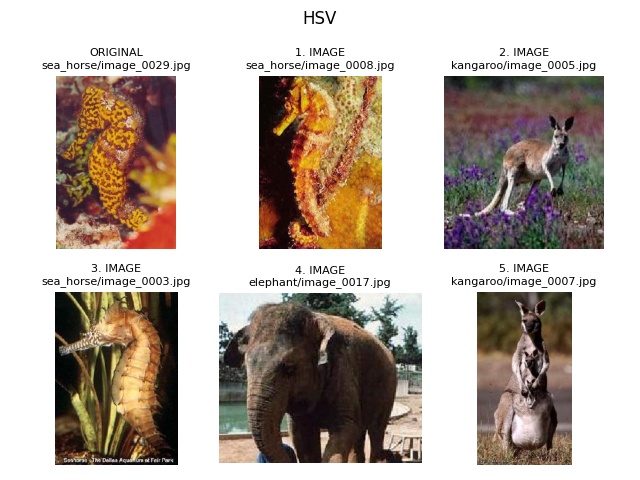 HSV
ORIGINAL
sea_horse/image_0029.jpg
1. IMAGE
sea_horse/image_0008.jpg
2. IMAGE
kangaroo/image_0005.jpg
3. IMAGE
sea_horse/image_0003.jpg
4. IMAGE
elephant/image_0017.jpg
5. IMAGE
kangaroo/image_0007.jpg
Seahorse - The Dallas Aquarium at Fair Park